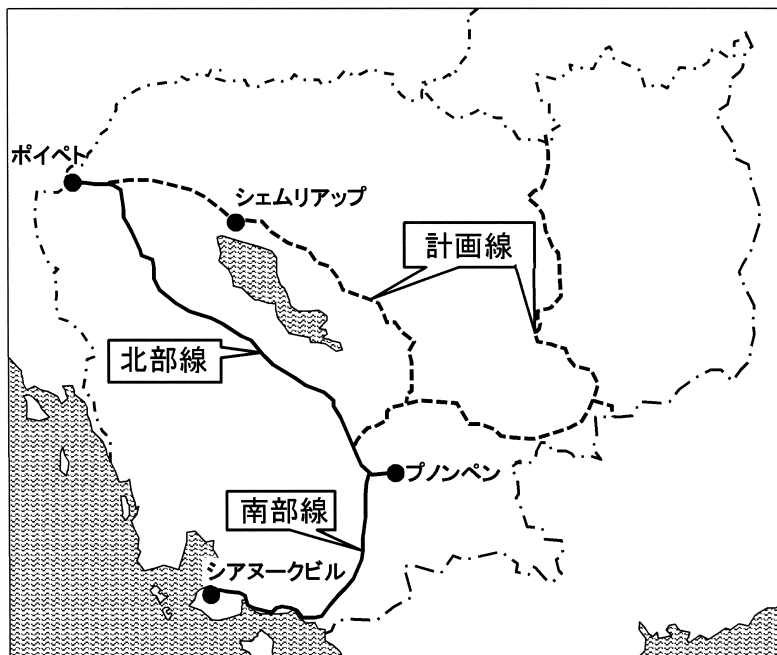 ポイペト
シェムリアップ
計画線
北部線
プノンペン
南部線
シアヌークビル